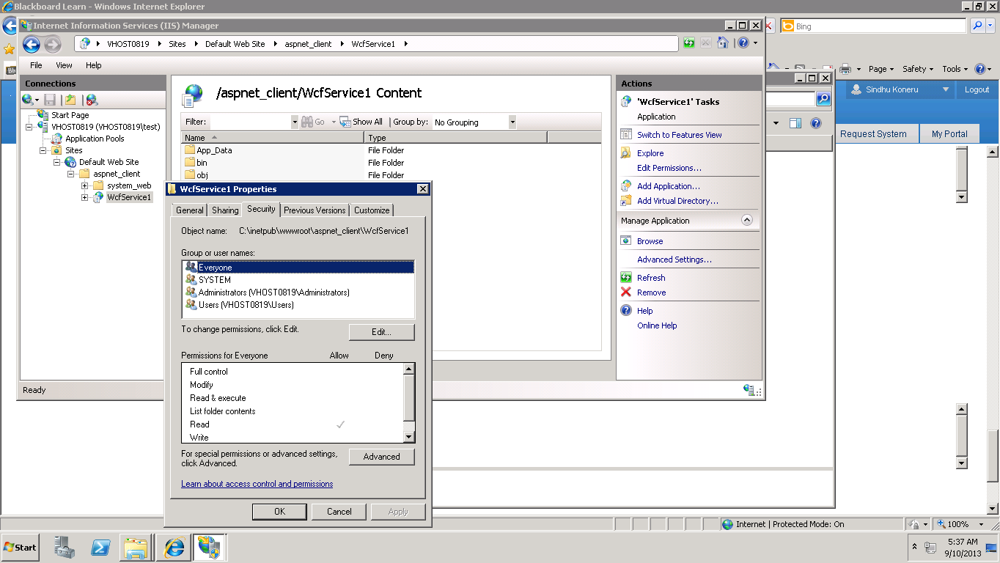 Blackboard Learn - Windows Internet Explorer
Internet Information Services (IIS) Manager
Bing
VHOST0819 Sites Default Web Site aspnet_client WcfService1
File View Help
Page Safety Tools
Connections
/aspnet_client/WcfService1 Content
Filter: Go Show All Group by: No Grouping
Name Type
App_Data File Folder
bin File Folder
obj File Folder
Start Page
VHOST0819 (VHOST0819\test)
Application Pools
Sites
Default Web Site
aspnet_client
system_web
WcfService1
Ready
Actions
'WcfService1' Tasks
Application
Switch to Features View
Explore
Edit Permissions...
Add Application...
Add Virtual Directory...
Manage Application
Browse
Advanced Settings...
Refresh
Remove
Help
Online Help
Sindhu Koneru Logout
Request System My Portal
WcfService1 Properties
General Sharing Security Previous Versions Customize
Object name: C:\inetpub\wwwroot\aspnet_client\WcfService1
Group or user names:
Everyone
SYSTEM
Administrators (VHOST0819\Administrators)
Users (VHOST0819\Users)
To change permissions, click Edit. Edit...
Permissions for Everyone Allow Deny
Full control
Modify
Read & execute
List folder contents
Read
Write
For special permissions or advanced settings,
click Advanced. Advanced
Learn about access control and permissions
OK Cancel Apply
Internet | Protected Mode: On 100%
Start
5:37 AM
9/10/2013